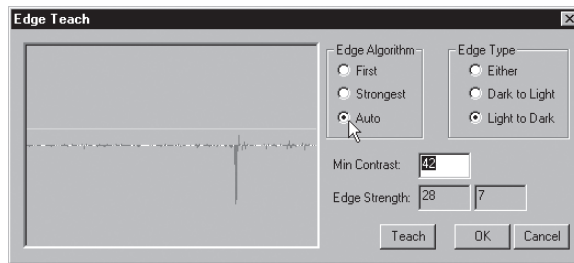 Edge Teach
Edge Algorithm
First
Strongest
Auto
Edge Type
Either
Dark to Light
Light to Dark
Min Contrast: 42
Edge Strength: 28 7
Teach OK Cancel